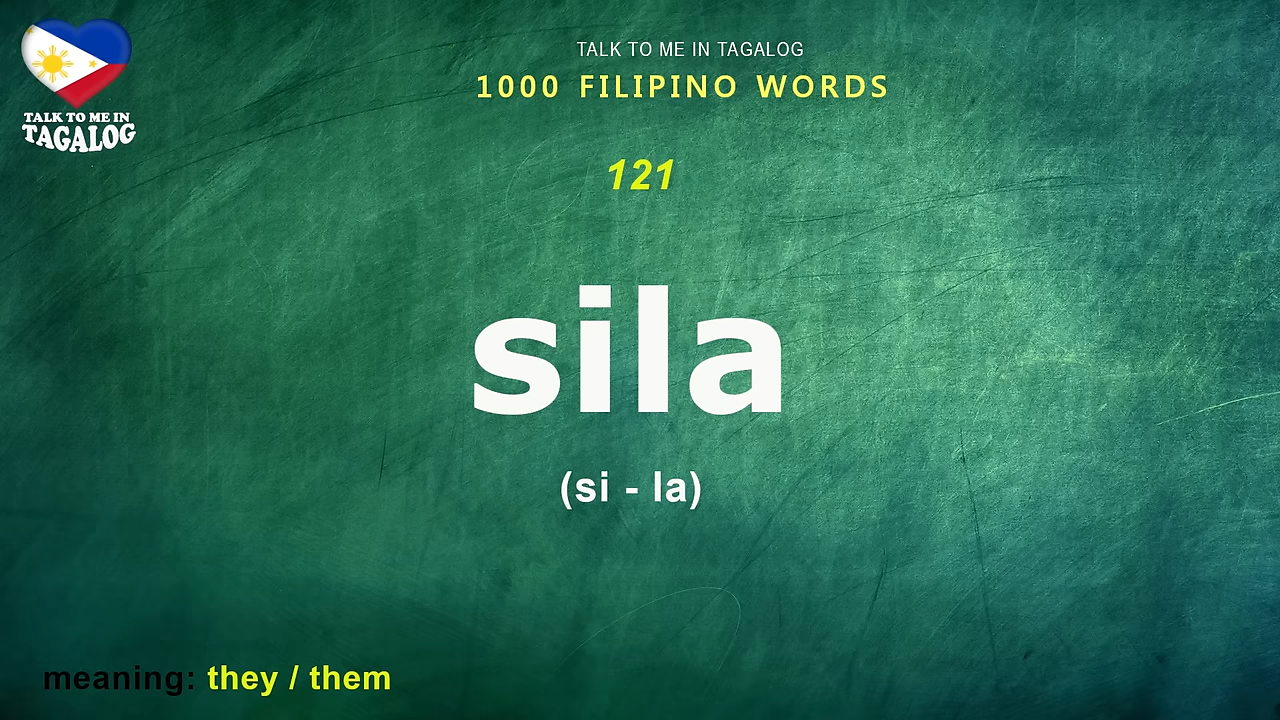 TALK TO ME IN
TAGALOG
TALK TO ME IN TAGALOG
1000 FILIPINO WORDS
121
sila
(si - la)
meaning: they / them